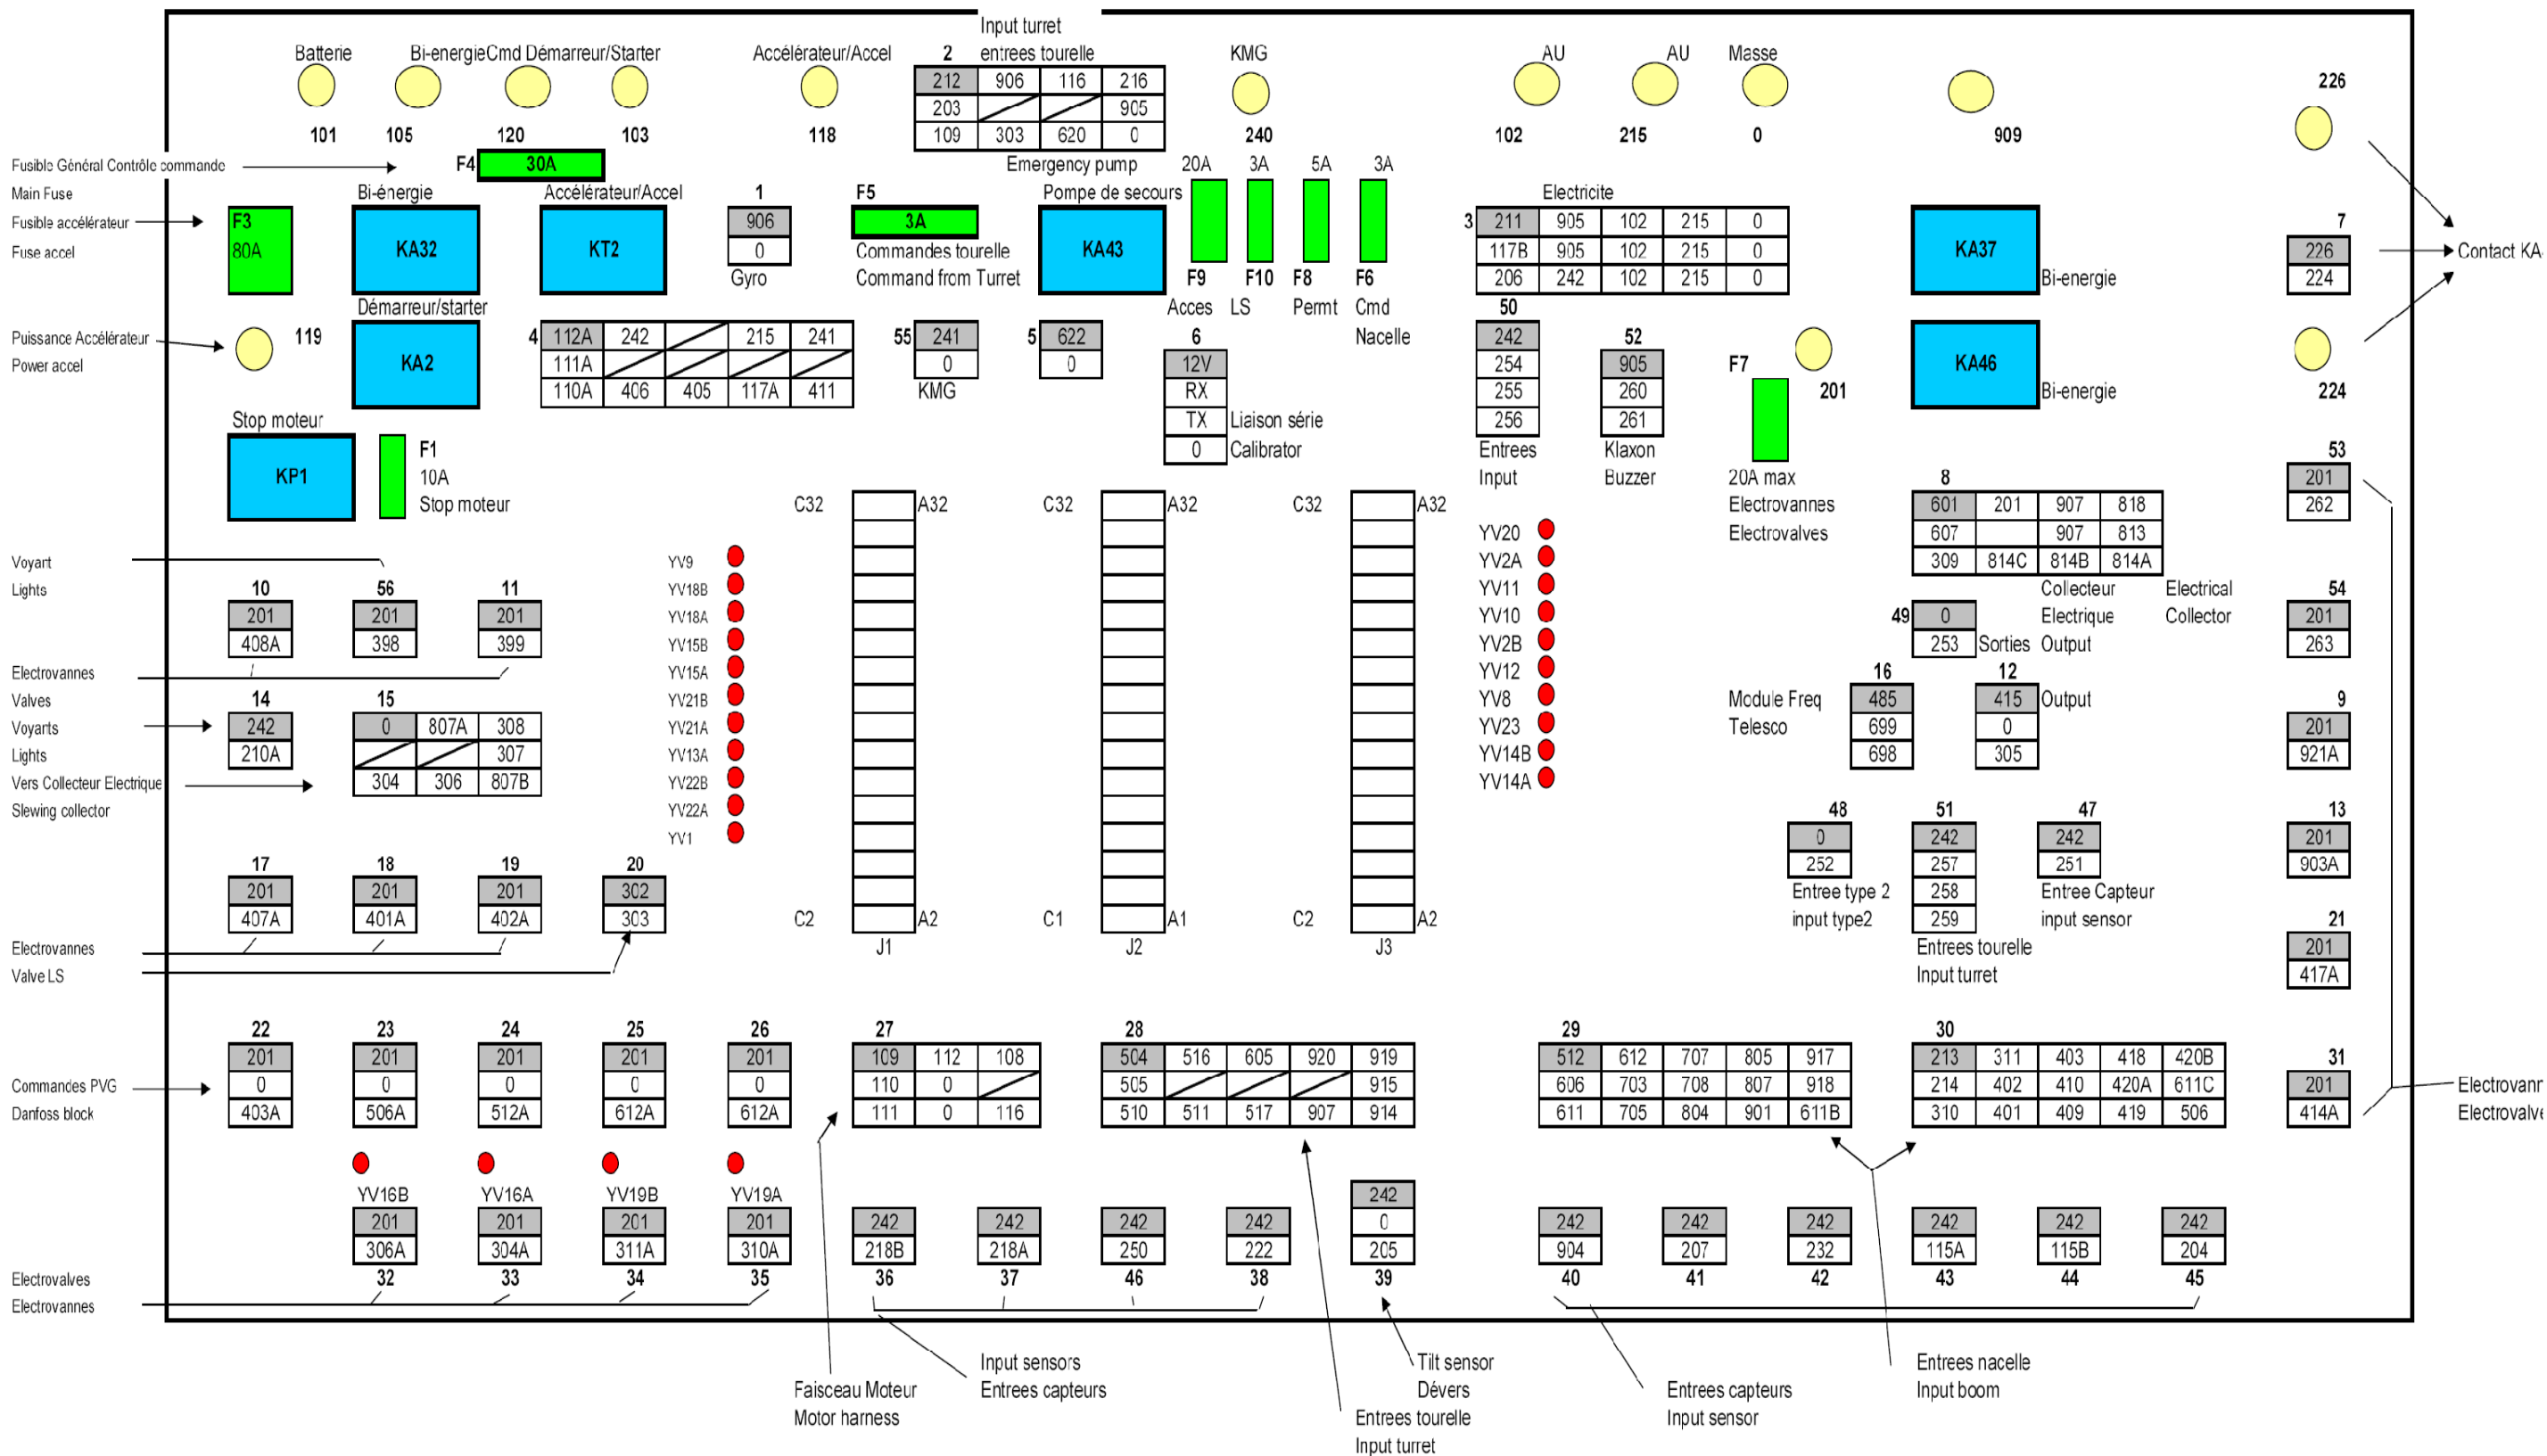 Input turret
Batterie Bi-energieCmd Démarreur/Starter Accélérateur/Accel 2 entrees tourelle KMG AU AU Masse
212 906 116 216 226
203 905
101 105 120 103 118 109 303 620 0 240 102 215 0 909
Fusible Général Contrôle commande F4 30A Emergency pump 20A 3A 5A 3A
Main Fuse Bi-énergie Accélérateur/Accel 1 F5 Pompe de secours Electricite
Fusible accélérateur F3 906 3A 3 211 905 102 215 0 7
Fuse accel 80A KA32 KT2 0 Commandes tourelle KA43 117B 905 102 215 0 KA37 226 Contact KA
Gyro Command from Turret F9 F10 F8 F6 206 242 102 215 0 Bi-energie 224
Démarreur/starter Acces LS Permt Cmd 50
Puissance Accélérateur 119 4 112A 242 215 241 55 241 5 622 6 Nacelle 242 52
Power accel KA2 111A 0 0 12V 254 905 F7 KA46
110A 406 405 117A 411 KMG RX 255 260 201 Bi-energie 224
Stop moteur TX Liaison série 256 261
F1 0 Calibrator Entrees Klaxon 53
KP1 10A Input Buzzer 20A max 8 201
Stop moteur C32 A32 C32 A32 C32 A32 Electrovannes 601 201 907 818 262
YV20 Electrovalves 607 907 813
Voyart YV9 YV2A 309 814C 814B 814A
Lights 10 56 11 YV18B YV11 Collecteur Electrical 54
201 201 201 YV18A YV10 49 0 Electrique Collector 201
408A 398 399 YV15B YV2B 253 Sorties Output 263
Electrovannes YV15A YV12 16 12
Valves 14 15 YV21B YV8 Module Freq 485 415 Output 9
Voyarts 242 0 807A 308 YV21A YV23 Telesco 699 0 201
Lights 210A 307 YV13A YV14B 698 305 921A
Vers Collecteur Electrique 304 306 807B YV22B YV14A
Slewing collector YV22A 48 51 47 13
YV1 0 242 242 201
17 18 19 20 252 257 251 903A
201 201 201 302 Entree type 2 258 Entree Capteur
407A 401A 402A 303 C2 A2 C1 A1 C2 A2 input type2 259 input sensor 21
Electrovannes J1 J2 J3 Entrees tourelle 201
Valve LS Input turret 417A
22 23 24 25 26 27 28 29 30
201 201 201 201 201 109 112 108 504 516 605 920 919 512 612 707 805 917 213 311 403 418 420B 31
Commandes PVG 0 0 0 0 0 110 0 505 915 606 703 708 807 918 214 402 410 420A 611C 201 Electrovann
Danfoss block 403A 506A 512A 612A 612A 111 0 116 510 511 517 907 914 611 705 804 901 611B 310 401 409 419 506 414A Electrovalve
YV16B YV16A YV19B YV19A 242
201 201 201 201 242 242 242 242 0 242 242 242 242 242 242
306A 304A 311A 310A 218B 218A 250 222 205 904 207 232 115A 115B 204
Electrovalves 32 33 34 35 36 37 46 38 39 40 41 42 43 44 45
Electrovannes
Input sensors Tilt sensor Entrees nacelle
Faisceau Moteur Entrees capteurs Dévers Entrees capteurs Input boom
Motor harness Entrees tourelle Input sensor
Input turret